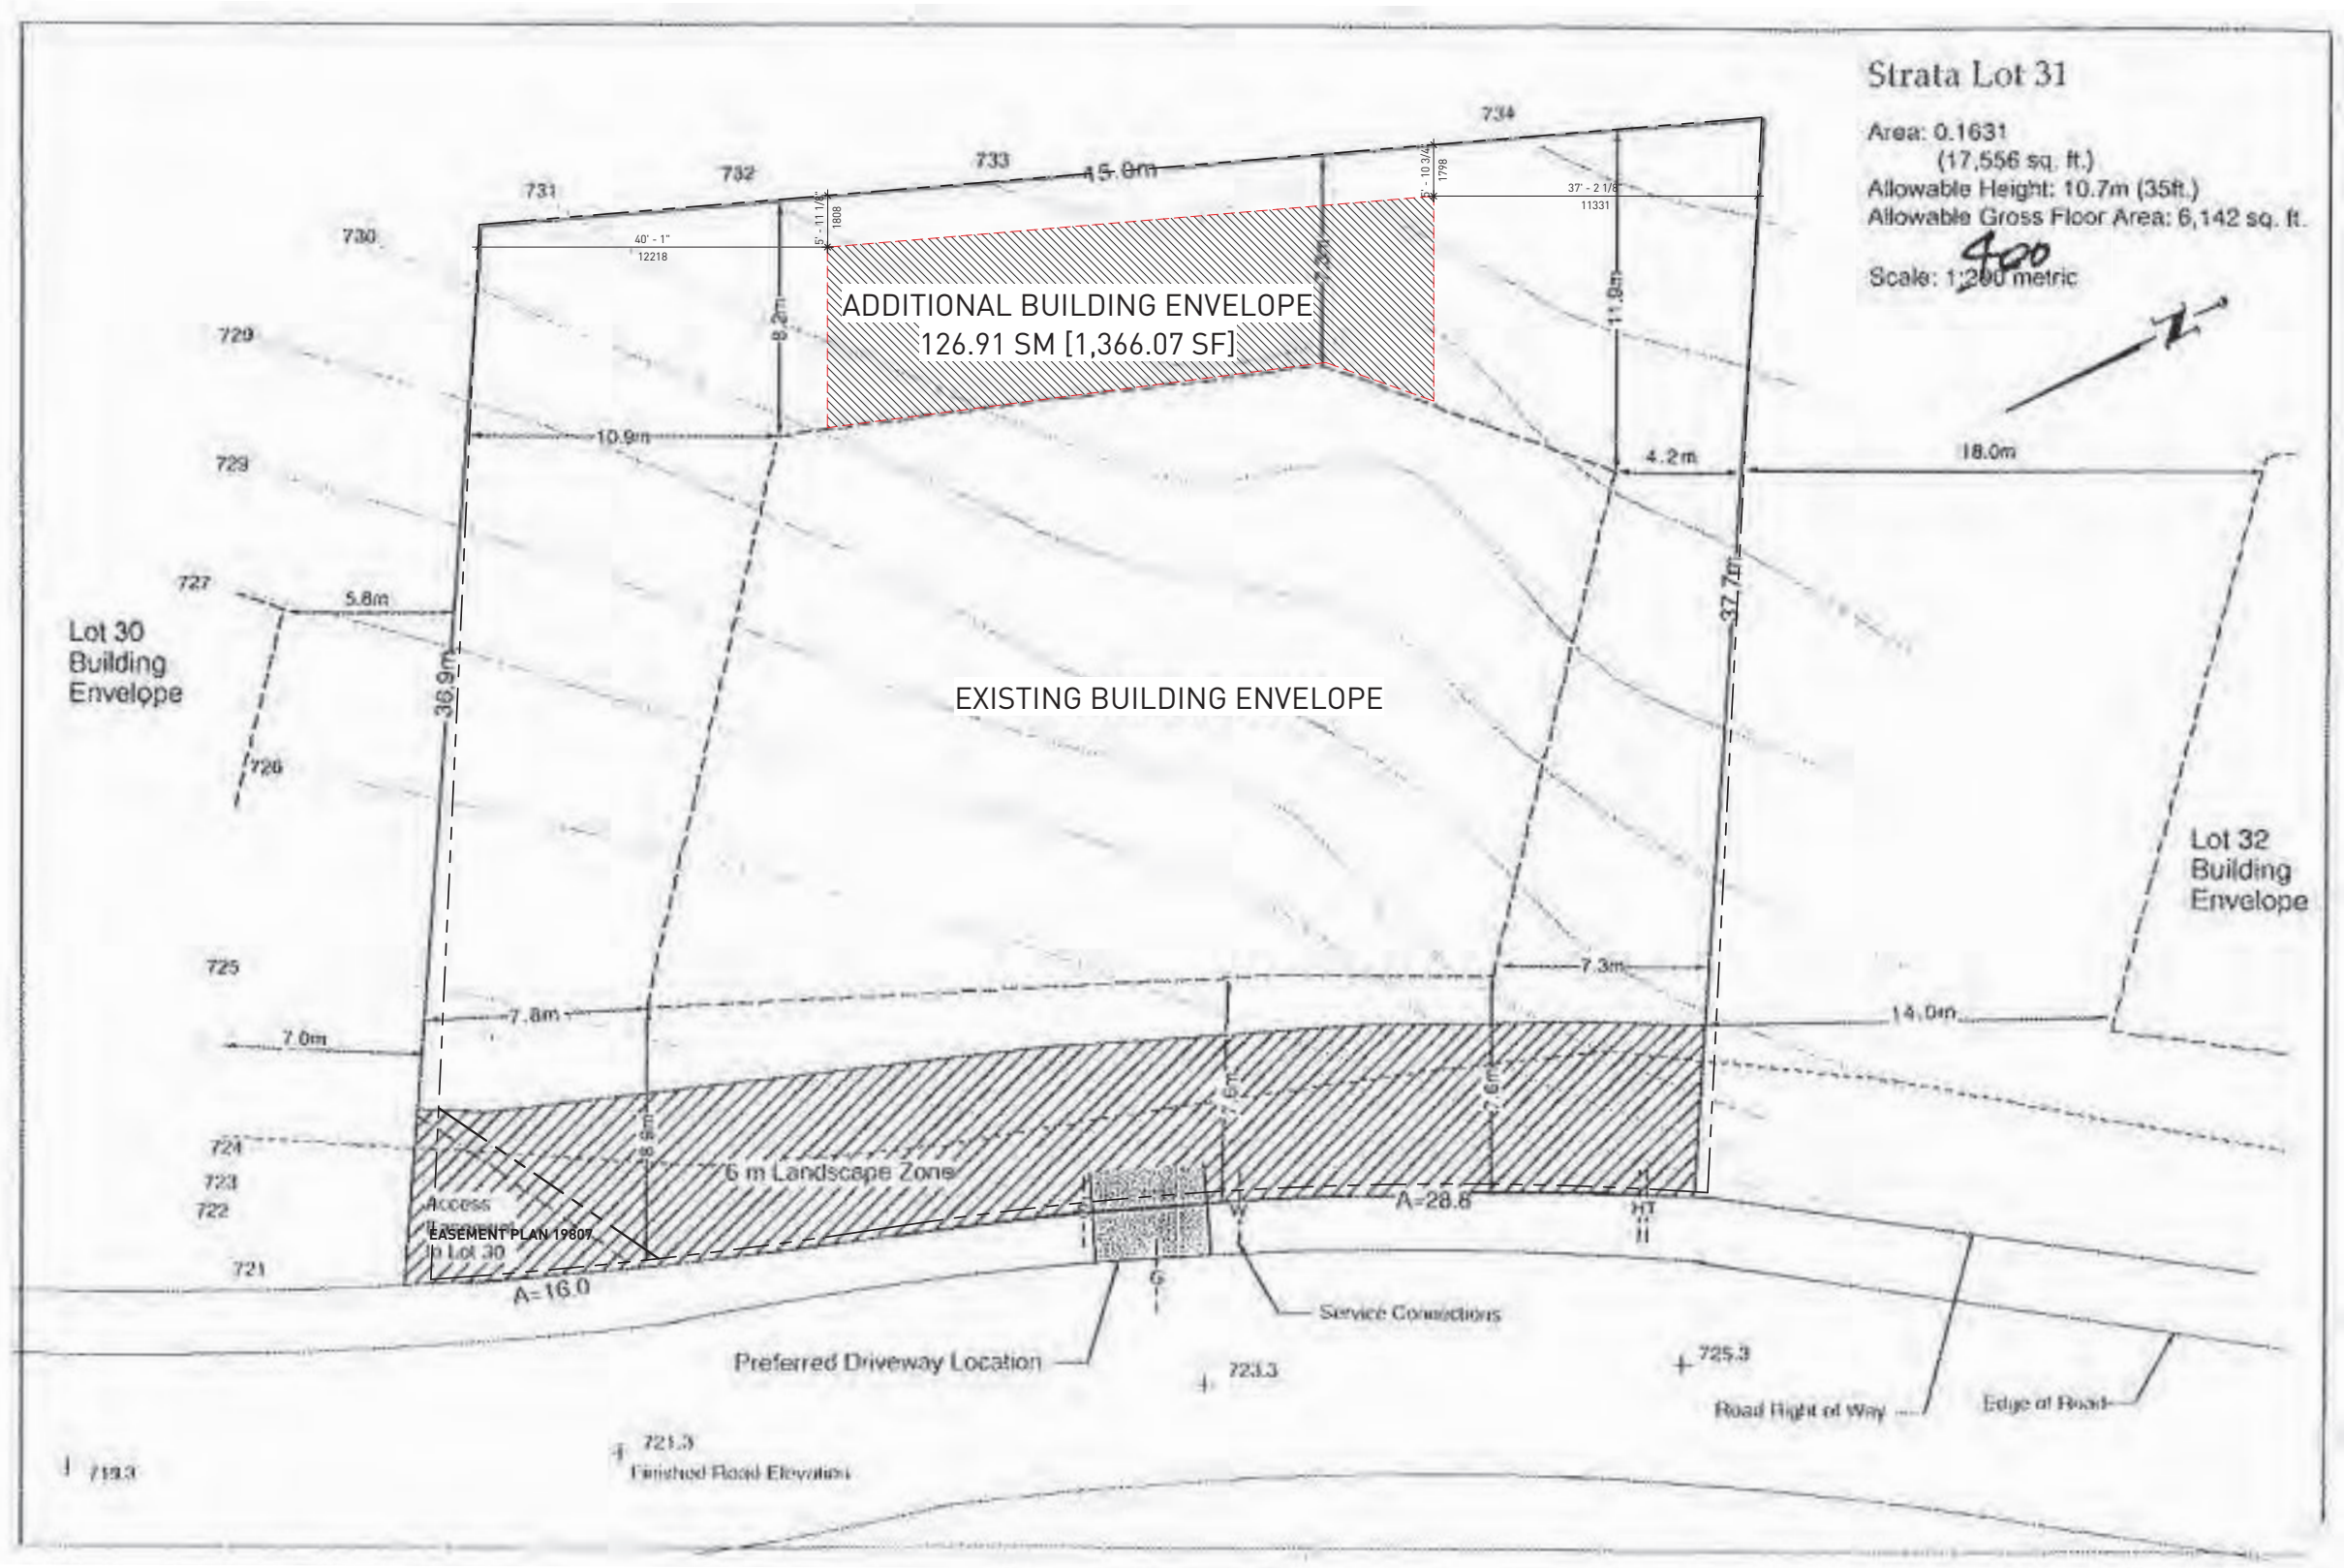 Strata Lot 31
Area: 0.1631
(17,556 sq. ft.)
Allowable Height: 10.7m (35ft.)
Allowable Gross Floor Area: 6,142 sq. ft.
400
Scale: 1:200 metric
Z
734
733
732
731
730
729
729
727
726
725
724
723
722
721
45.0m
5' - 11 1/8"
1808
5' - 10 3/4"
1798
40' - 1"
12218
37' - 2 1/8"
11331
8.2m
7.3m
11.9m
ADDITIONAL BUILDING ENVELOPE
126.91 SM [1,366.07 SF]
10.9m
4.2m
18.0m
5.8m
Lot 30
Building
Envelope
36.9m
37.7m
EXISTING BUILDING ENVELOPE
Lot 32
Building
Envelope
7.3m
7.8m
7.0m
14.0m
8.9m
7.6m
7.6m
6 m Landscape Zone
Access
EASEMENT PLAN 19807
Lot 30
A=16.0
A=28.8
W
HT
G
Service Connections
Preferred Driveway Location
723.3
725.3
Road Right of Way
Edge of Road
721.3
Finished Road Elevation
719.3